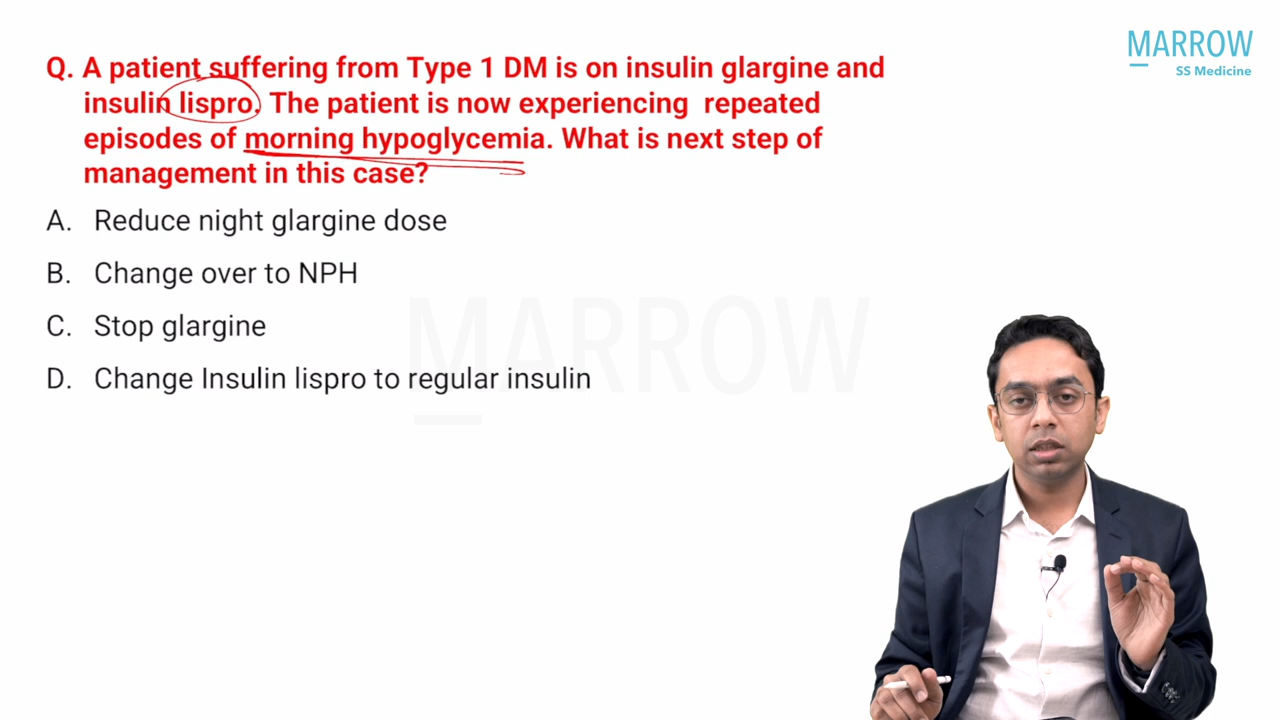 MARROW
SS Medicine
Q. A patient suffering from Type 1 DM is on insulin glargine and
insulin lispro. The patient is now experiencing repeated
episodes of morning hypoglycemia. What is next step of
management in this case?
A. Reduce night glargine dose
B. Change over to NPH
C. Stop glargine
D. Change Insulin lispro to regular insulin
MARROW